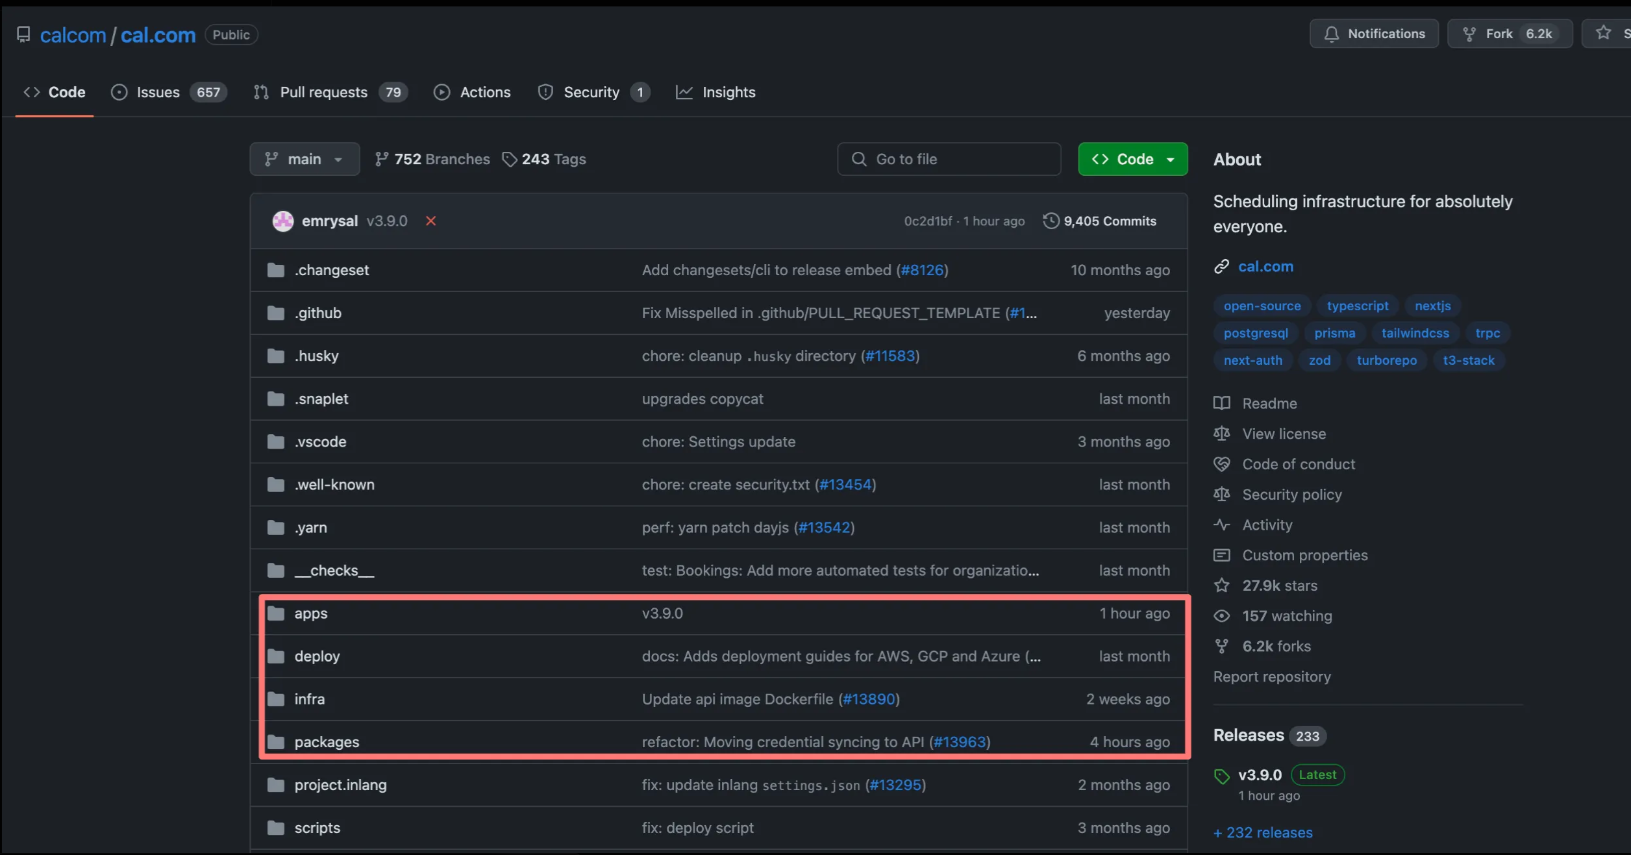 calcom / cal.com Public
Notifications Fork 6.2k S
Code Issues 657 Pull requests 79 Actions Security 1 Insights
main 752 Branches 243 Tags Go to file Code
emrysal v3.9.0 0c2d1bf · 1 hour ago 9,405 Commits
.changeset Add changesets/cli to release embed (#8126) 10 months ago
.github Fix Misspelled in .github/PULL_REQUEST_TEMPLATE (#1... yesterday
.husky chore: cleanup .husky directory (#11583) 6 months ago
.snaplet upgrades copycat last month
.vscode chore: Settings update 3 months ago
.well-known chore: create security.txt (#13454) last month
.yarn perf: yarn patch dayjs (#13542) last month
__checks__ test: Bookings: Add more automated tests for organizatio... last month
apps v3.9.0 1 hour ago
deploy docs: Adds deployment guides for AWS, GCP and Azure (... last month
infra Update api image Dockerfile (#13890) 2 weeks ago
packages refactor: Moving credential syncing to API (#13963) 4 hours ago
project.inlang fix: update inlang settings.json (#13295) 2 months ago
scripts fix: deploy script 3 months ago
About
Scheduling infrastructure for absolutely
everyone.
cal.com
open-source typescript nextjs
postgresql prisma tailwindcss trpc
next-auth zod turborepo t3-stack
Readme
View license
Code of conduct
Security policy
Activity
Custom properties
27.9k stars
157 watching
6.2k forks
Report repository
Releases 233
v3.9.0 Latest
1 hour ago
+ 232 releases